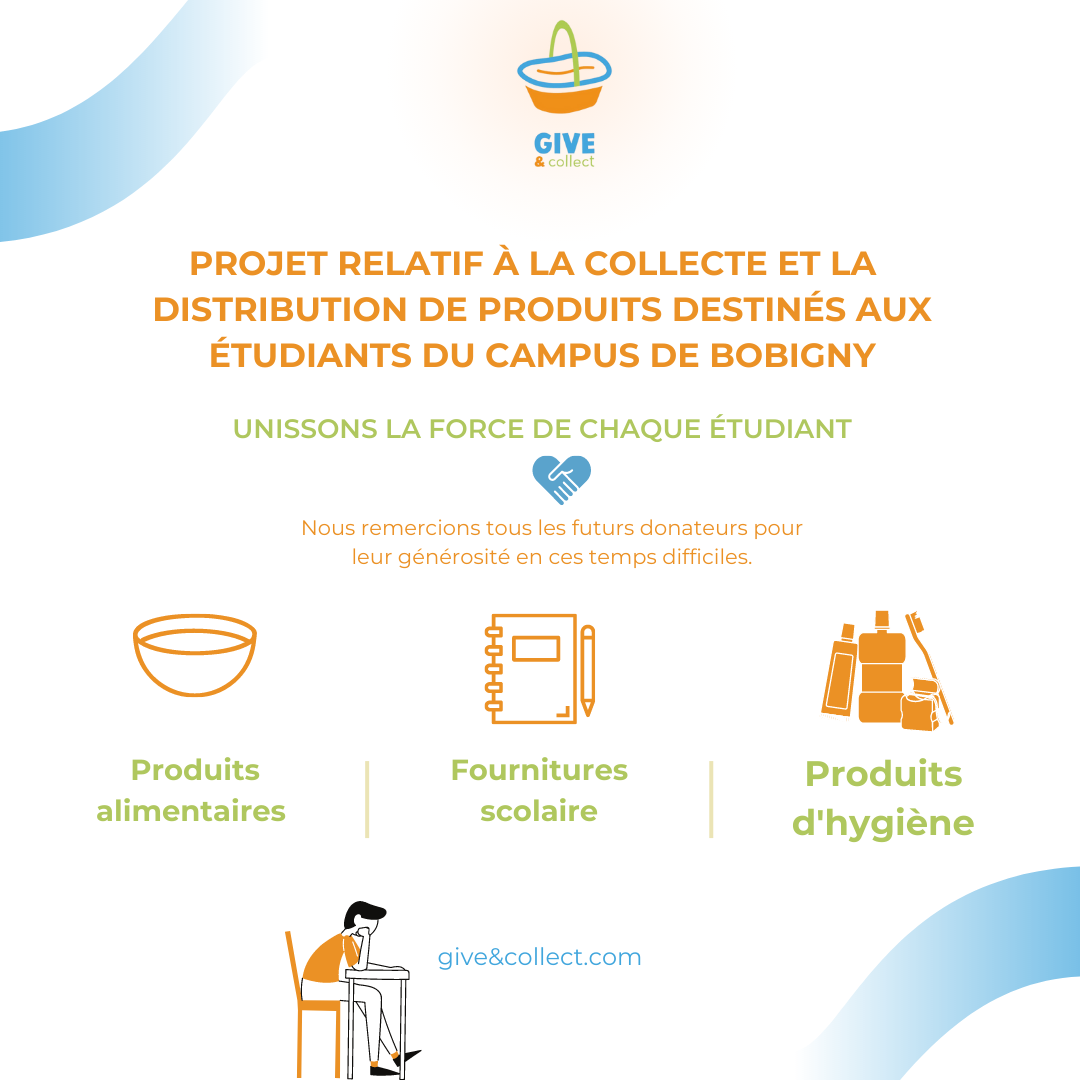 GIVE
& collect
PROJET RELATIF À LA COLLECTE ET LA
DISTRIBUTION DE PRODUITS DESTINÉS AUX
ÉTUDIANTS DU CAMPUS DE BOBIGNY
UNISSONS LA FORCE DE CHAQUE ÉTUDIANT
Nous remercions tous les futurs donateurs pour
leur générosité en ces temps difficiles.
Produits
alimentaires
Fournitures
scolaire
Produits
d'hygiène
give&collect.com